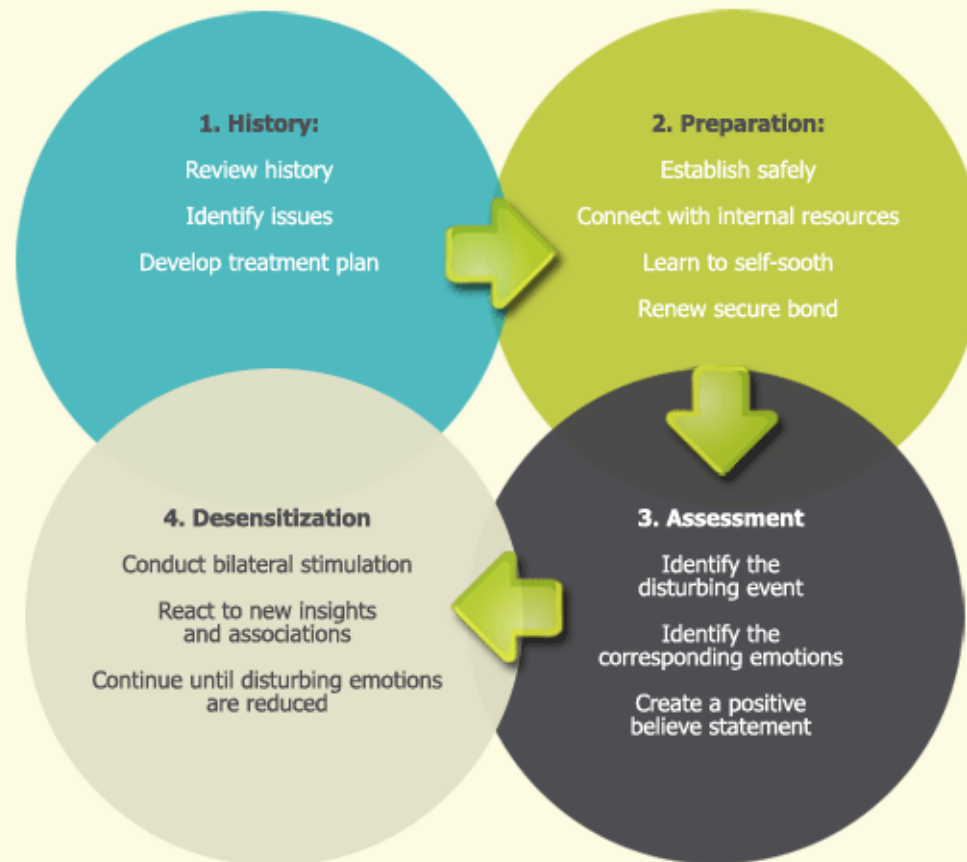 1. History:
Review history
Identify issues
Develop treatment plan
2. Preparation:
Establish safely
Connect with internal resources
Learn to self-sooth
Renew secure bond
3. Assessment
Identify the
disturbing event
Identify the
corresponding emotions
Create a positive
believe statement
4. Desensitization
Conduct bilateral stimulation
React to new insights
and associations
Continue until disturbing emotions
are reduced